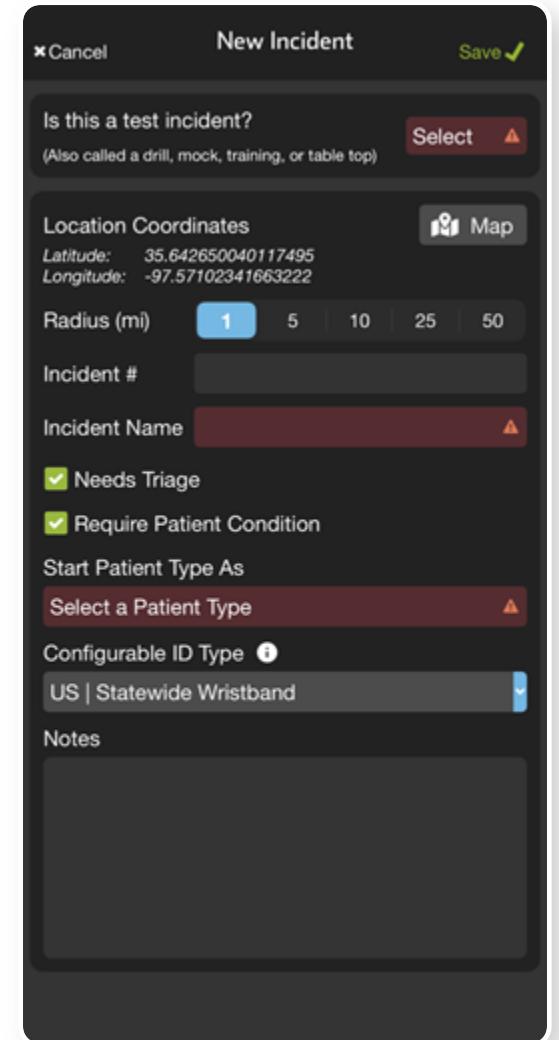 Cancel New Incident Save
Is this a test incident? Select
(Also called a drill, mock, training, or table top)
Location Coordinates Map
Latitude: 35.642650040117495
Longitude: -97.57102341663222
Radius (mi) 1 5 10 25 50
Incident #
Incident Name
Needs Triage
Require Patient Condition
Start Patient Type As
Select a Patient Type
Configurable ID Type
US | Statewide Wristband
Notes